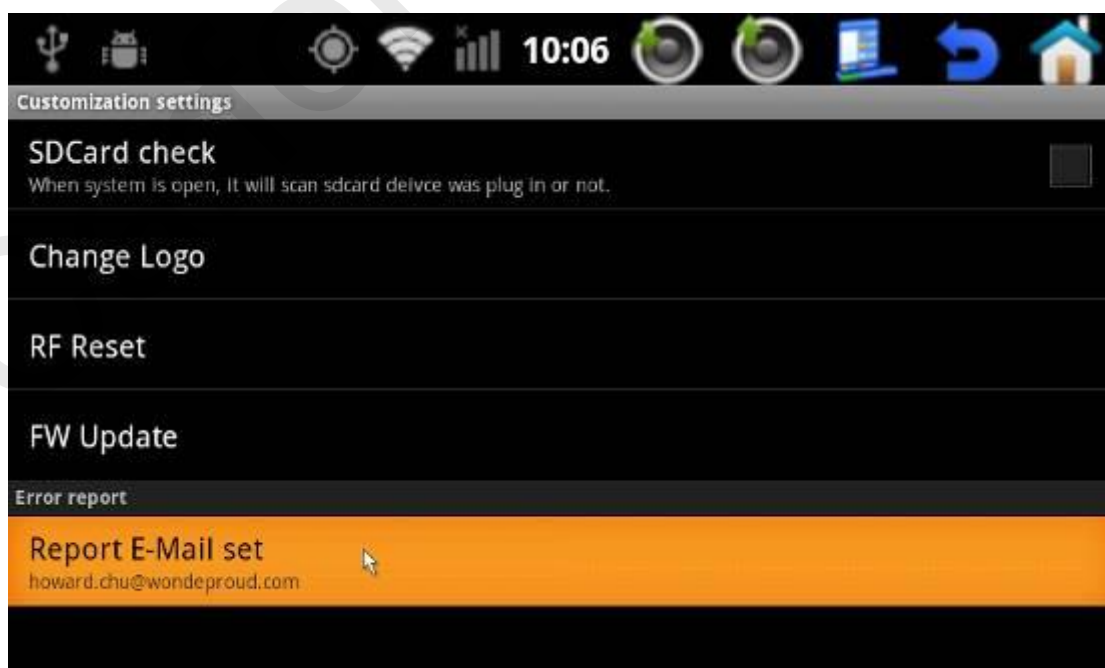 10:06
Customization settings
SDCard check
When system is open, it will scan sdcard deivce was plug in or not.
Change Logo
RF Reset
FW Update
Error report
Report E-Mail set
howard.chu@wondeproud.com